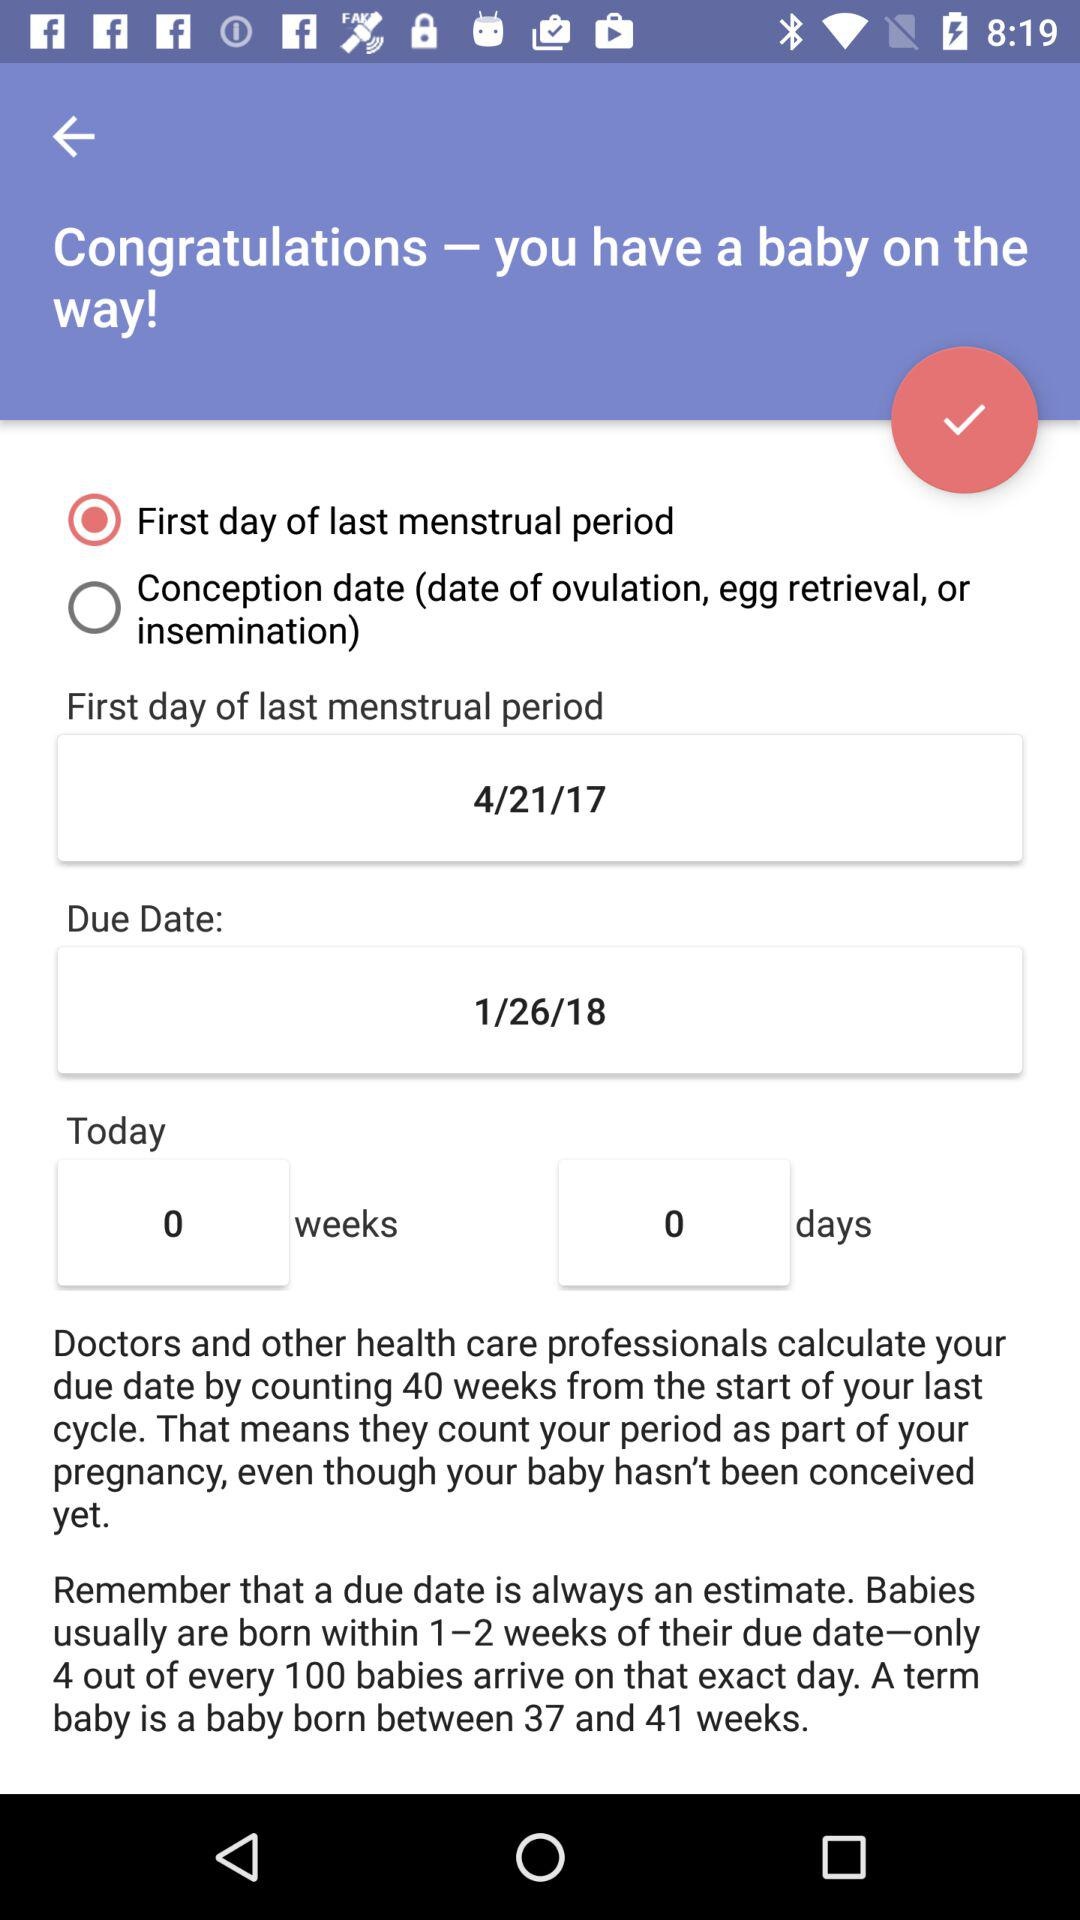 FAKE
8:19
Congratulations — you have a baby on the
way!
First day of last menstrual period
Conception date (date of ovulation, egg retrieval, or
insemination)
First day of last menstrual period
4/21/17
Due Date:
1/26/18
Today
0 weeks 0 days
Doctors and other health care professionals calculate your
due date by counting 40 weeks from the start of your last
cycle. That means they count your period as part of your
pregnancy, even though your baby hasn’t been conceived
yet.
Remember that a due date is always an estimate. Babies
usually are born within 1–2 weeks of their due date—only
4 out of every 100 babies arrive on that exact day. A term
baby is a baby born between 37 and 41 weeks.